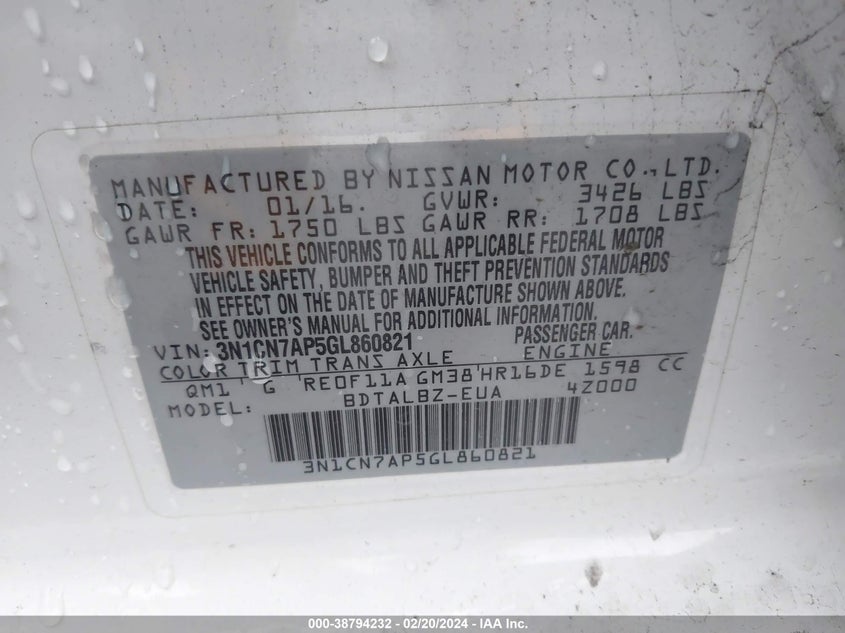 MANUFACTURED BY NISSAN MOTOR CO., LTD.
DATE: 01/16. GVWR: 3426 LBS
GAWR FR: 1750 LBS GAWR RR: 1708 LBS
THIS VEHICLE CONFORMS TO ALL APPLICABLE FEDERAL MOTOR
VEHICLE SAFETY, BUMPER AND THEFT PREVENTION STANDARDS
IN EFFECT ON THE DATE OF MANUFACTURE SHOWN ABOVE.
SEE OWNER'S MANUAL FOR ADDITIONAL INFORMATION.
VIN: 3N1CN7AP5GL860821 PASSENGER CAR.
COLOR TRIM TRANS AXLE ENGINE
QM1 ' G 'RE0F11A GM38'HR16DE 1598 CC
MODEL: BDTALBZ-EUA 4Z000
3N1CN7AP5GL860821
000-38794232 - 02/20/2024 - IAA Inc.